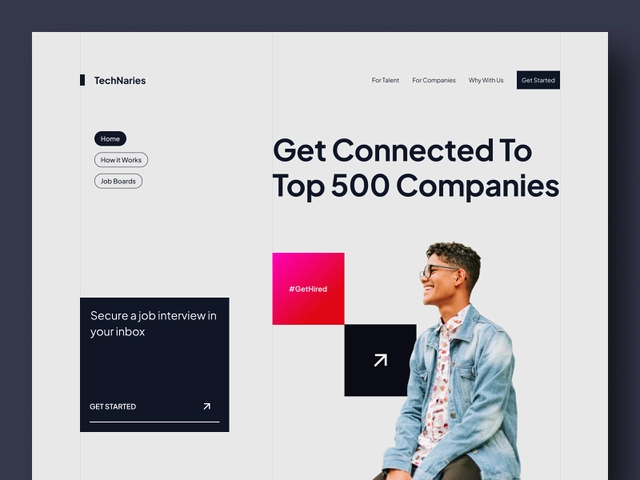 TechNaries
For Talent
For Companies
Why With Us
Get Started
Home
How it Works
Job Boards
Get Connected To
Top 500 Companies
#GetHired
Secure a job interview in
your inbox
GET STARTED